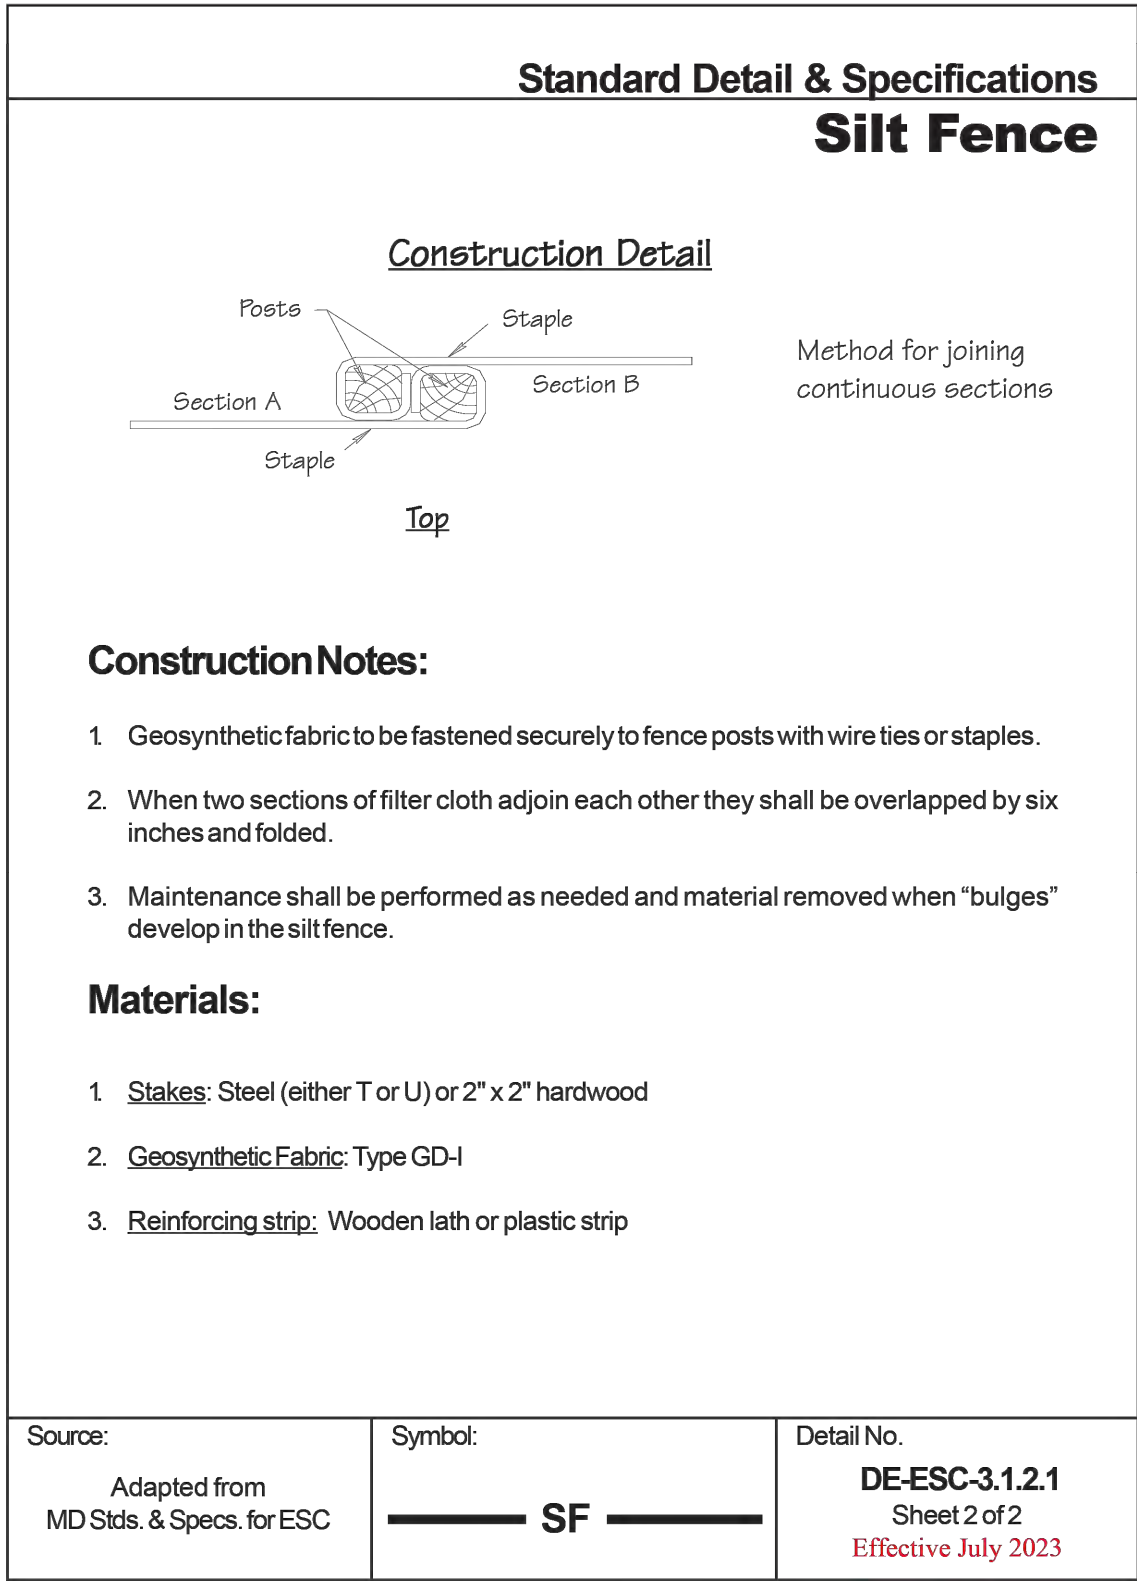 Standard Detail & Specifications
Silt Fence
Construction Detail
Posts
Staple
Method for joining
continuous sections
Section A
Section B
Staple
Top
Construction Notes:
1. Geosynthetic fabric to be fastened securely to fence posts with wire ties or staples.
2. When two sections of filter cloth adjoin each other they shall be overlapped by six
inches and folded.
3. Maintenance shall be performed as needed and material removed when “bulges”
develop in the silt fence.
Materials:
1. Stakes: Steel (either T or U) or 2" x 2" hardwood
2. Geosynthetic Fabric: Type GD-I
3. Reinforcing strip: Wooden lath or plastic strip
Source:
Adapted from
MD Stds. & Specs. for ESC
Symbol:
SF
Detail No.
DE-ESC-3.1.2.1
Sheet 2 of 2
Effective July 2023